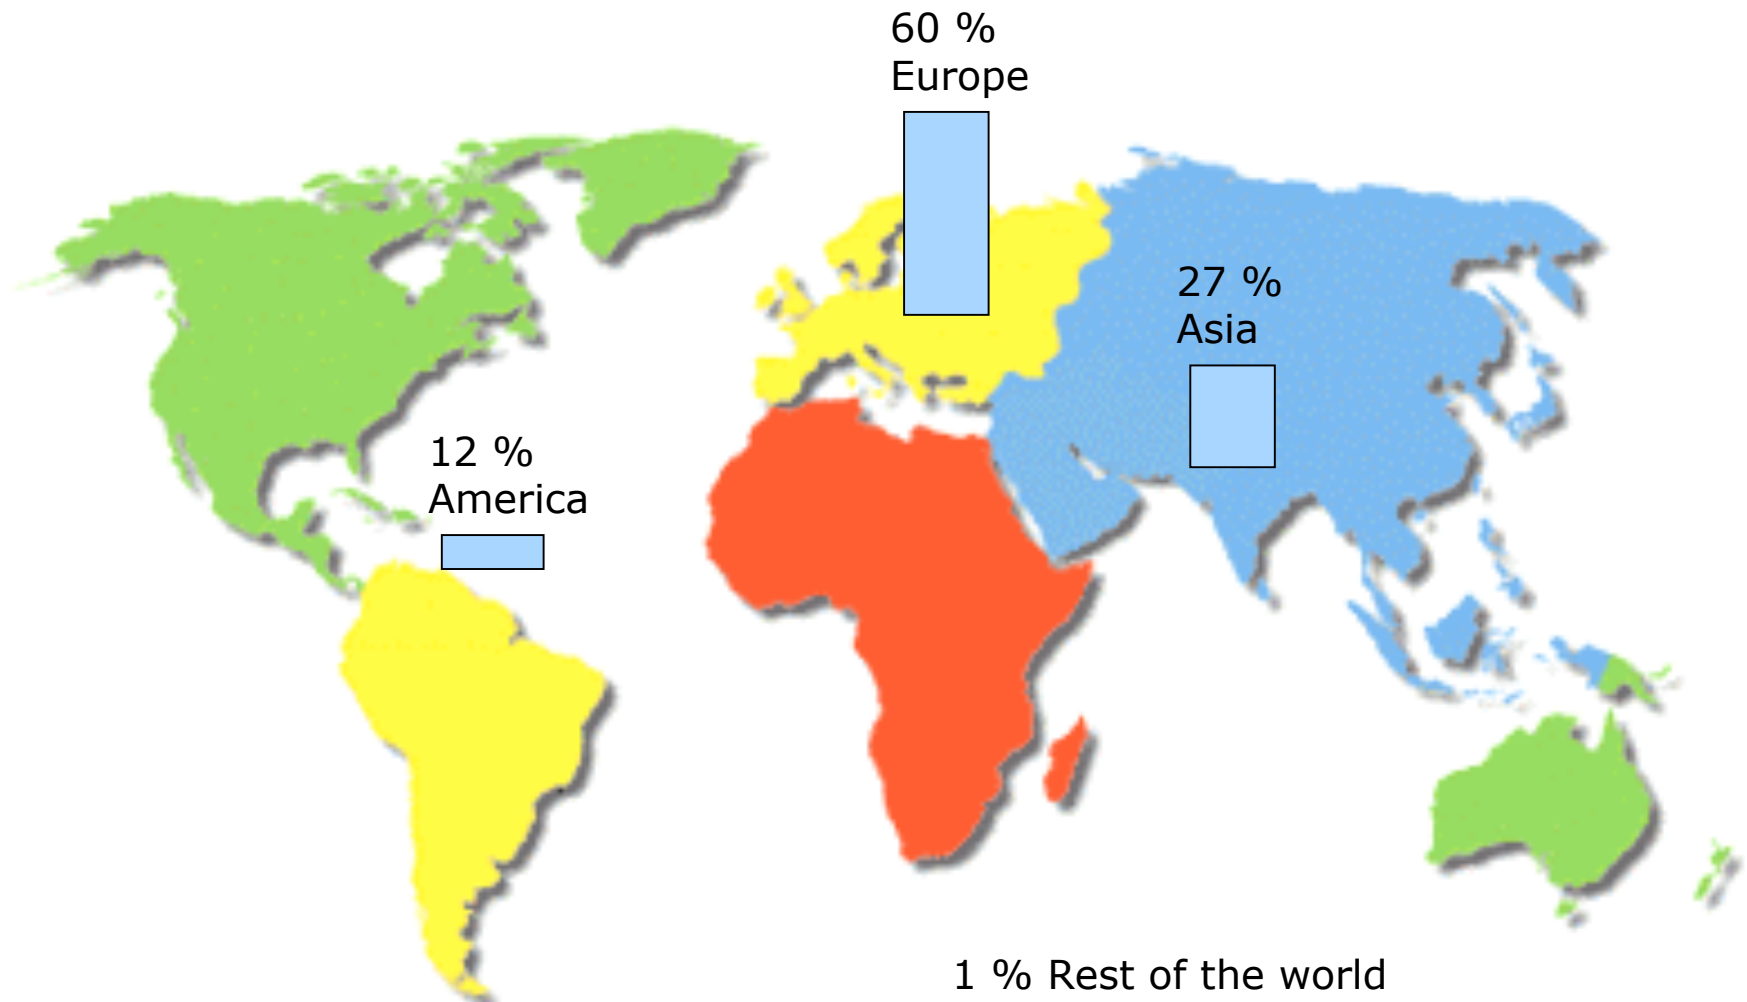 60 %
Europe
27 %
Asia
12 %
America
1 % Rest of the world